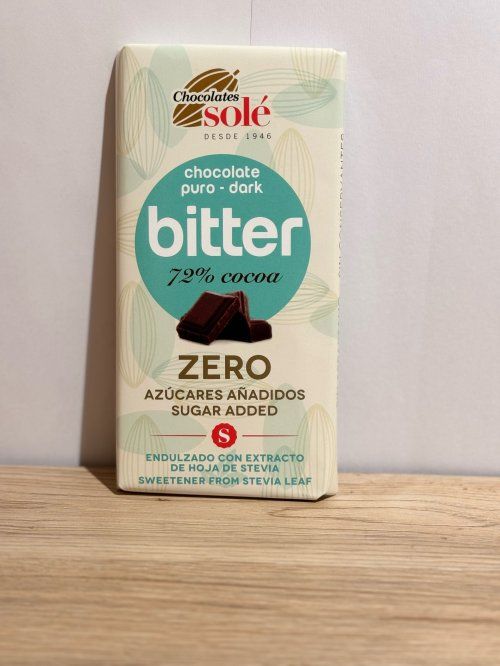 Chocolates
solé
DESDE 1946
chocolate
puro - dark
bitter
72% cocoa
ZERO
AZÚCARES AÑADIDOS
SUGAR ADDED
S
ENDULZADO CON EXTRACTO
DE HOJA DE STEVIA
SWEETENER FROM STEVIA LEAF